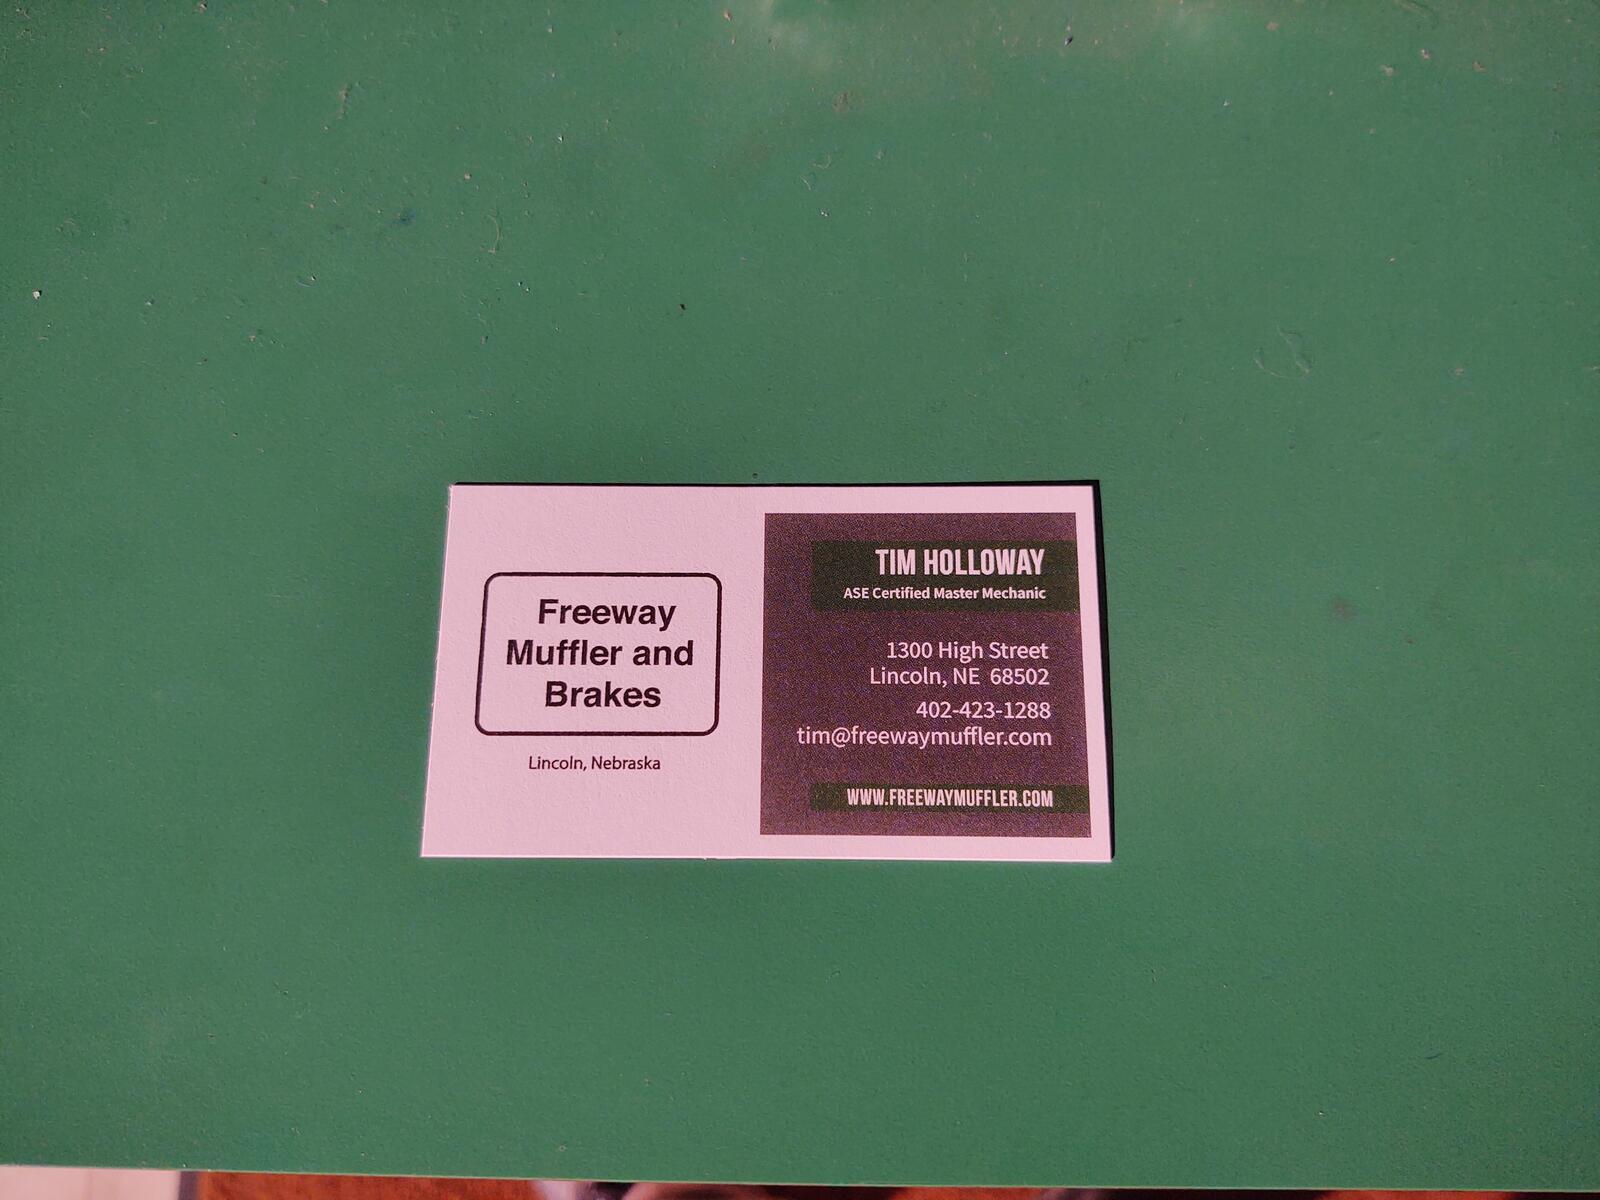 Freeway
Muffler and
Brakes
Lincoln, Nebraska
TIM HOLLOWAY
ASE Certified Master Mechanic
1300 High Street
Lincoln, NE 68502
402-423-1288
tim@freewaymuffler.com
WWW.FREEWAYMUFFLER.COM